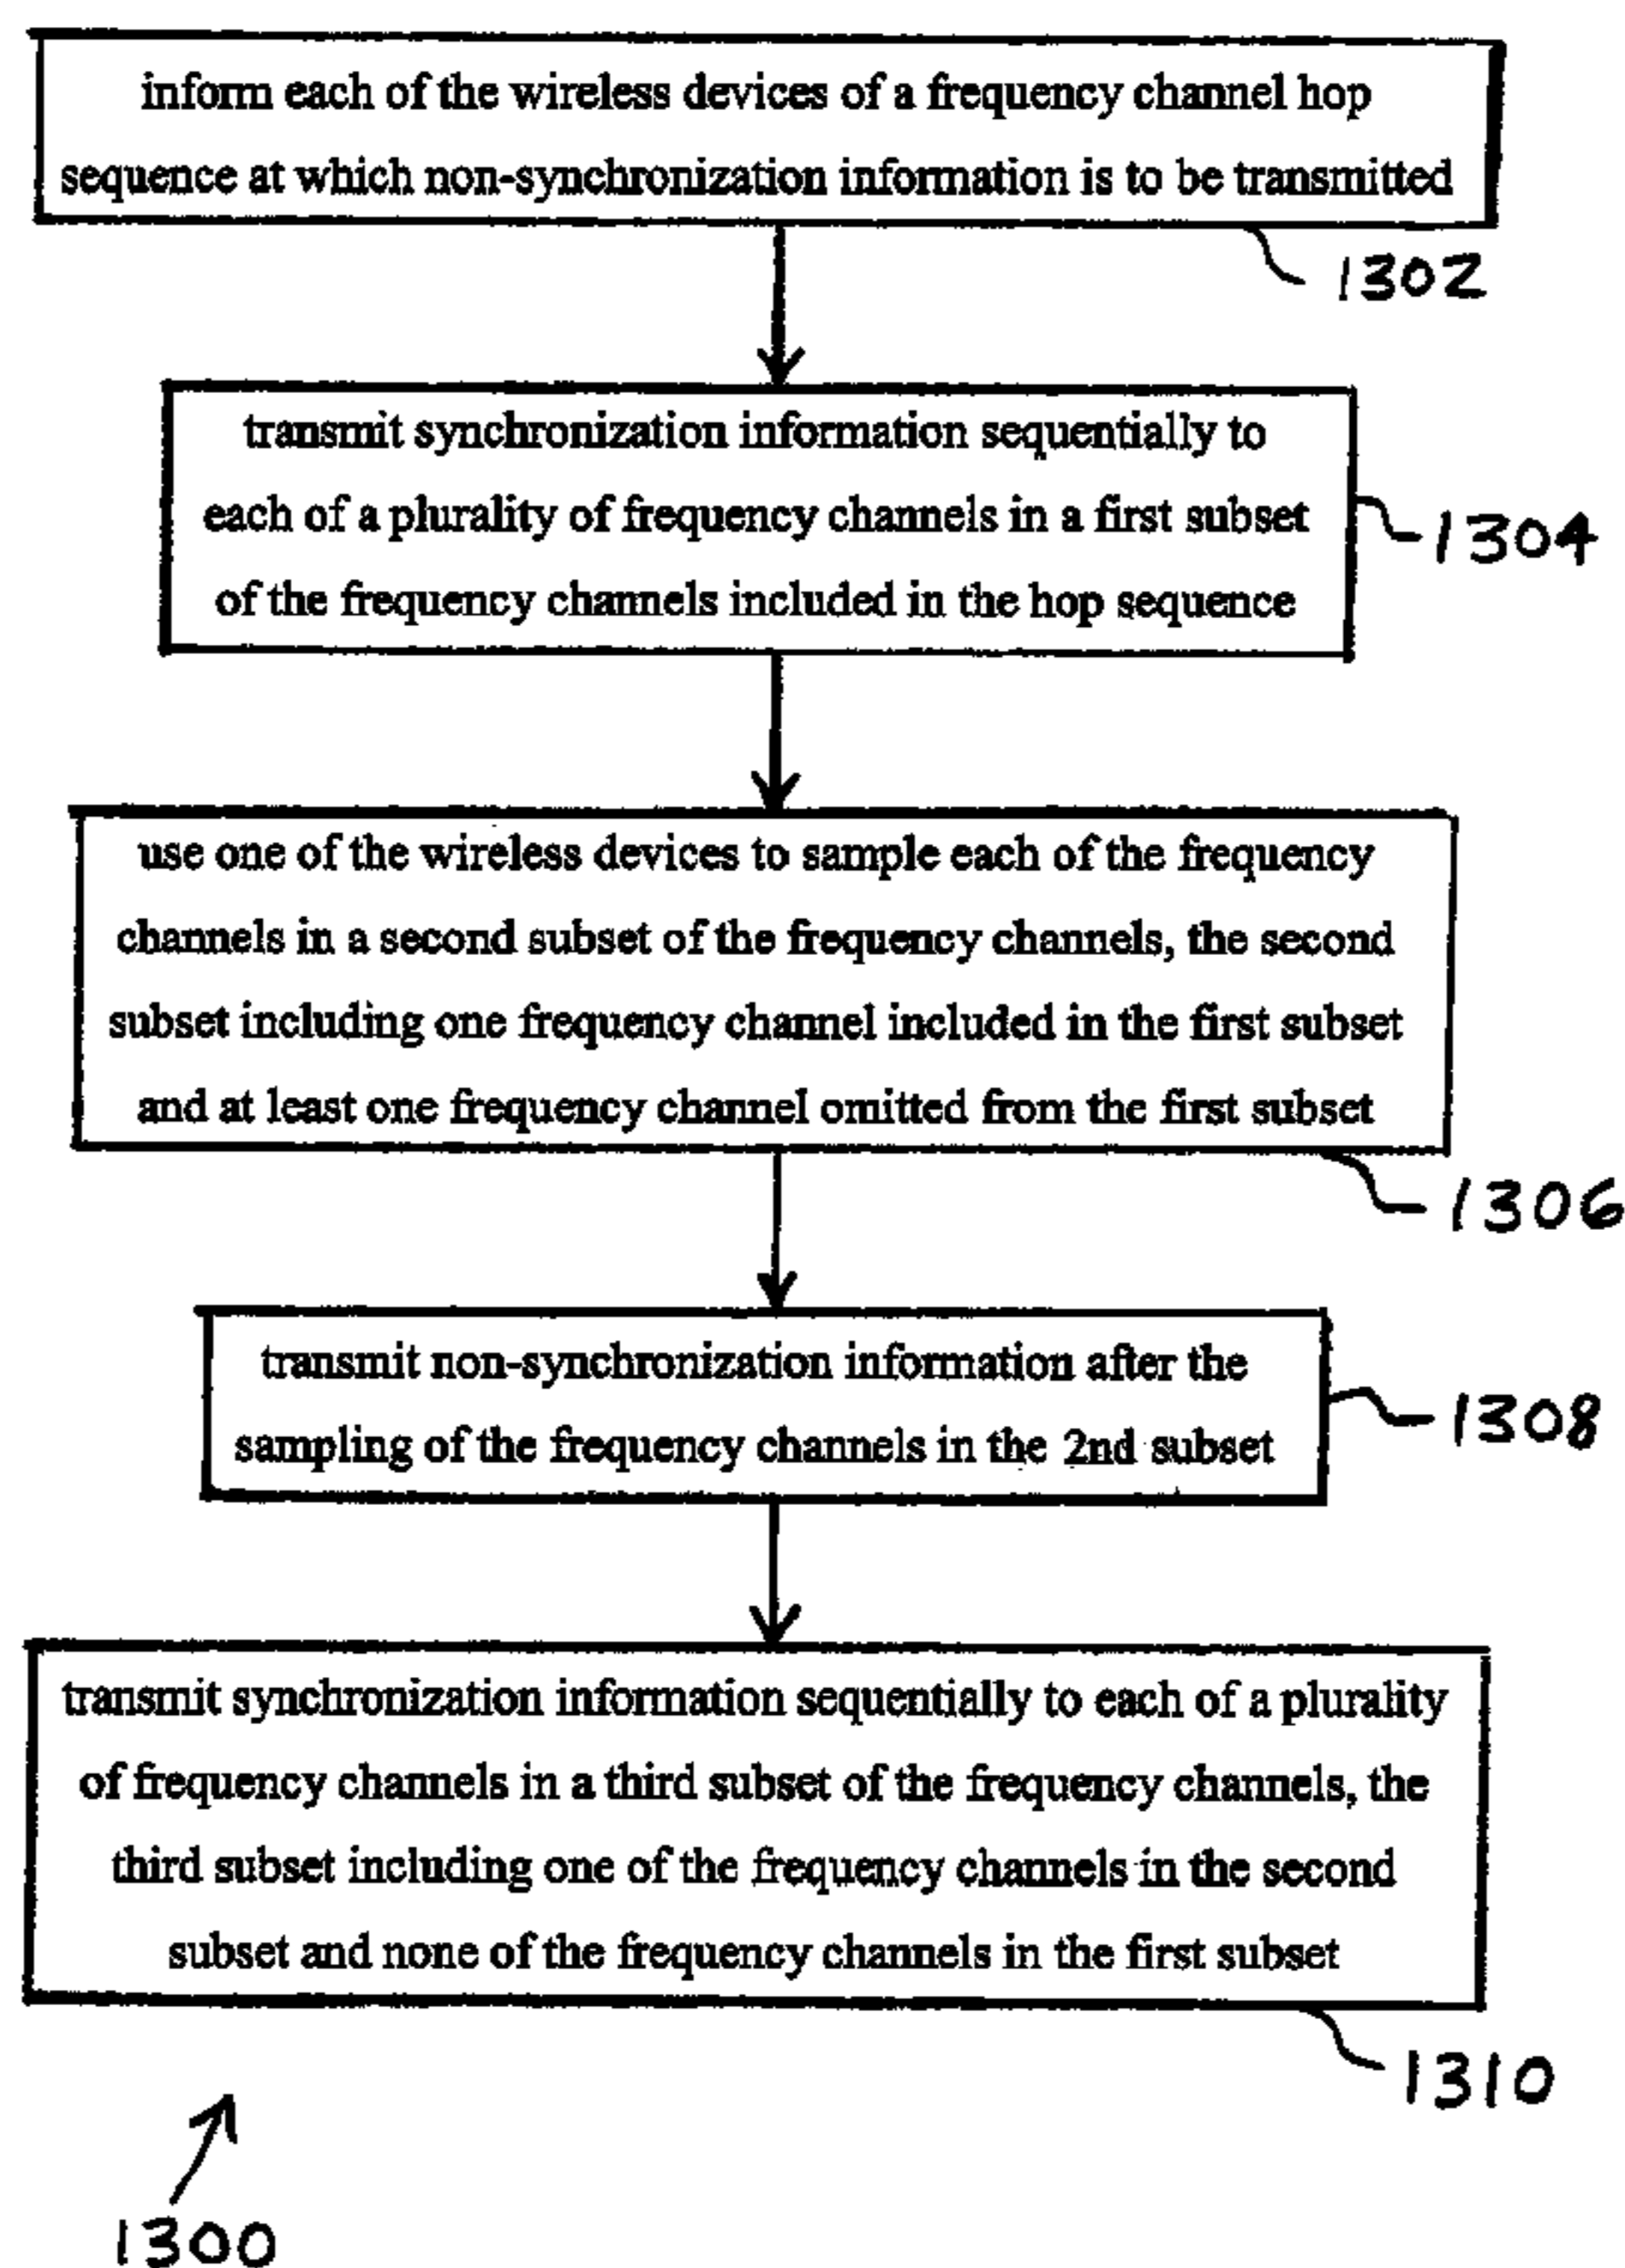 inform each of the wireless devices of a frequency channel hop
sequence at which non-synchronization information is to be transmitted
1302
transmit synchronization information sequentially to
each of a plurality of frequency channels in a first subset
of the frequency channels included in the hop sequence
1304
use one of the wireless devices to sample each of the frequency
channels in a second subset of the frequency channels, the second
subset including one frequency channel included in the first subset
and at least one frequency channel omitted from the first subset
1306
transmit non-synchronization information after the
sampling of the frequency channels in the 2nd subset
1308
transmit synchronization information sequentially to each of a plurality
of frequency channels in a third subset of the frequency channels, the
third subset including one of the frequency channels in the second
subset and none of the frequency channels in the first subset
1310
1300